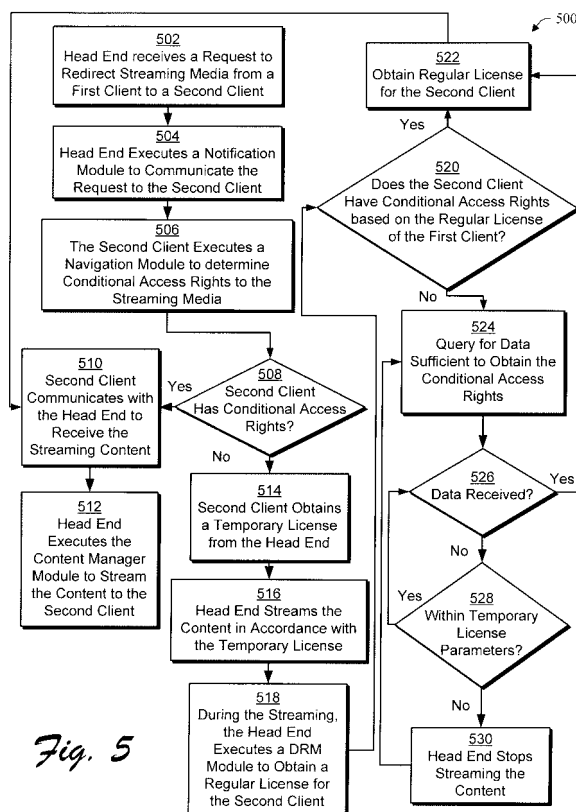 500
502
Head End receives a Request to
Redirect Streaming Media from a
First Client to a Second Client
504
Head End Executes a Notification
Module to Communicate the
Request to the Second Client
506
The Second Client Executes a
Navigation Module to determine
Conditional Access Rights to the
Streaming Media
508
Second Client
Has Conditional Access
Rights?
Yes
No
510
Second Client
Communicates with
the Head End to
Receive the
Streaming Content
512
Head End
Executes the
Content Manager
Module to Stream
the Content to the
Second Client
514
Second Client Obtains
a Temporary License
from the Head End
516
Head End Streams the
Content in Accordance with
the Temporary License
518
During the Streaming,
the Head End
Executes a DRM
Module to Obtain a
Regular License for
the Second Client
522
Obtain Regular License
for the Second Client
Yes
520
Does the Second Client
Have Conditional Access Rights
based on the Regular License
of the First Client?
No
524
Query for Data
Sufficient to Obtain the
Conditional Access
Rights
526
Data Received?
Yes
No
528
Within Temporary
License
Parameters?
Yes
No
530
Head End Stops
Streaming the
Content
Fig. 5